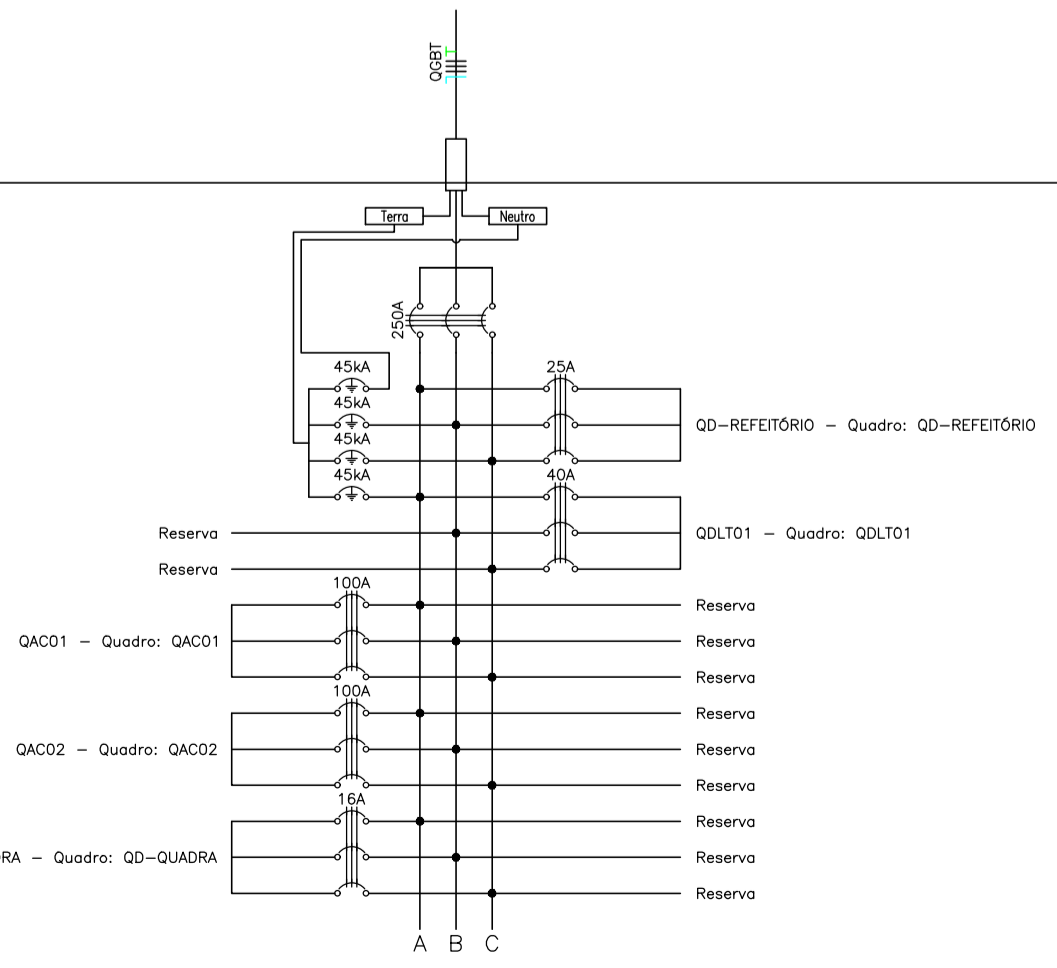 QGBT
Terra
Neutro
250A
45kA
25A
45kA
QD-REFEITÓRIO - Quadro: QD-REFEITÓRIO
45kA
45kA
40A
Reserva
QDLT01 - Quadro: QDLT01
Reserva
100A
Reserva
QAC01 - Quadro: QAC01
Reserva
Reserva
100A
Reserva
QAC02 - Quadro: QAC02
Reserva
Reserva
16A
Reserva
RA - Quadro: QD-QUADRA
Reserva
Reserva
A B C